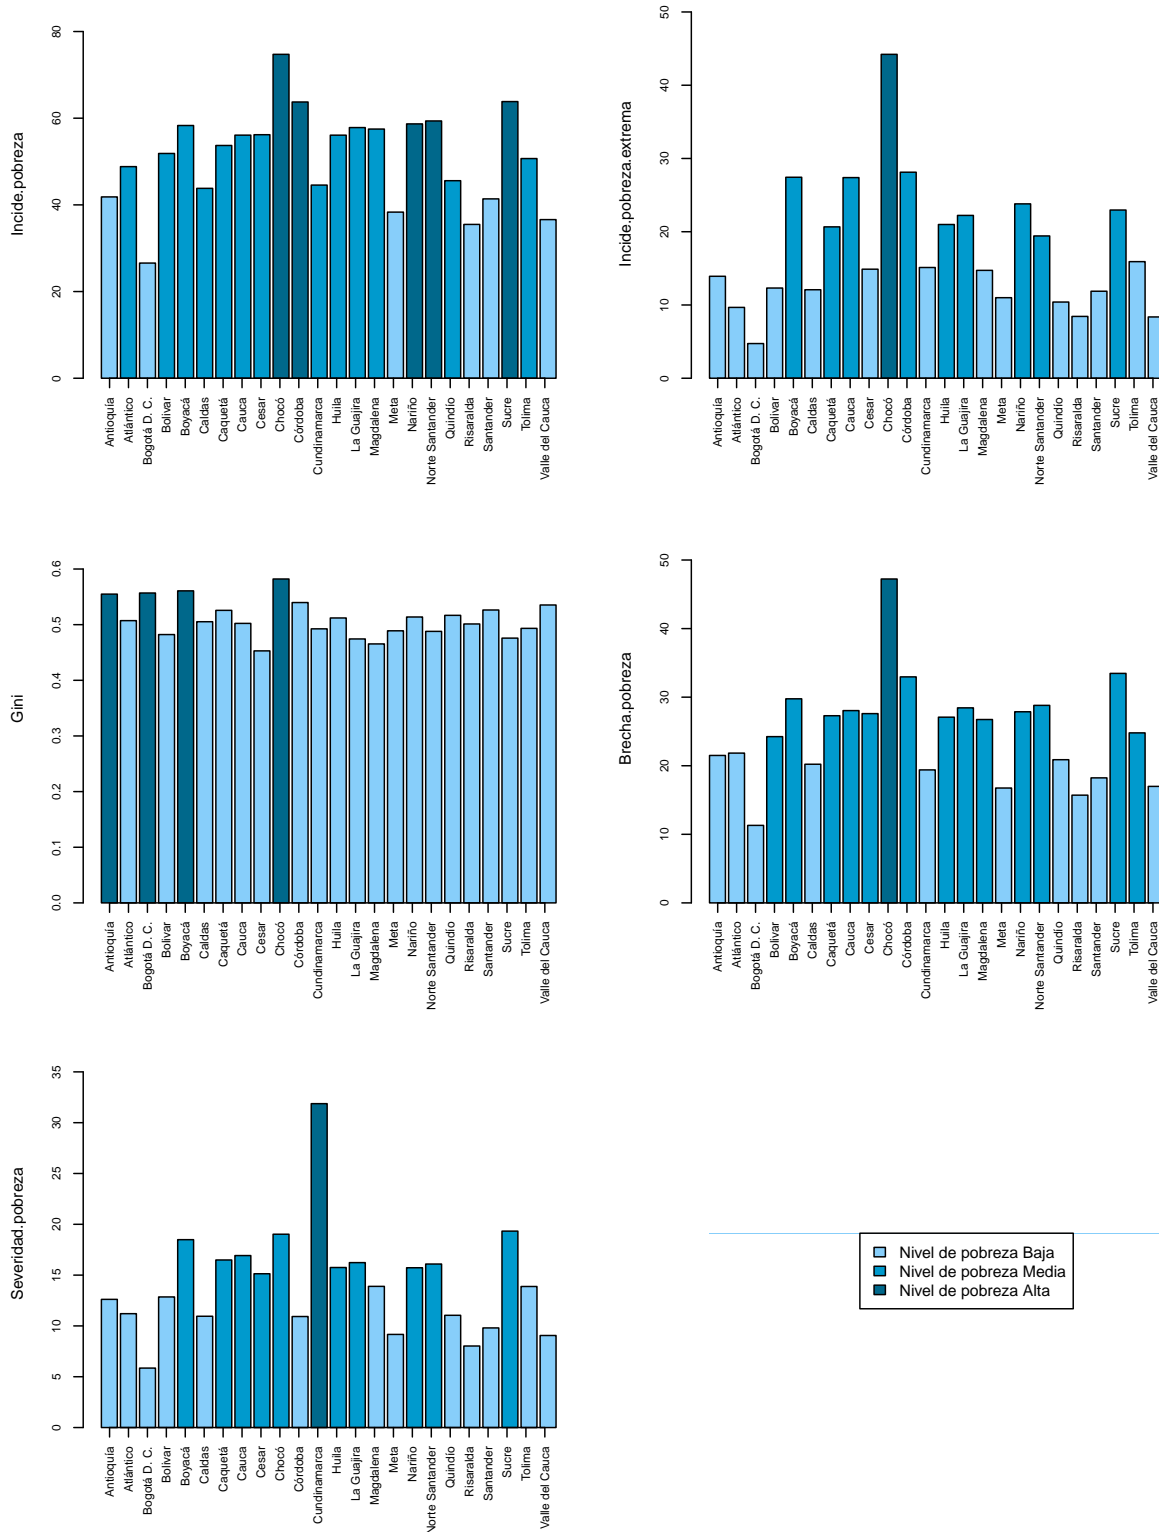 Incide.pobreza
0
20
40
60
80
Antioquía
Atlántico
Bogotá D. C.
Bolivar
Boyacá
Caldas
Caquetá
Cauca
Cesar
Chocó
Córdoba
Cundinamarca
Huila
La Guajira
Magdalena
Meta
Nariño
Norte Santander
Quindío
Risaralda
Santander
Sucre
Tolima
Valle del Cauca
Incide.pobreza.extrema
0
10
20
30
40
50
Antioquía
Atlántico
Bogotá D. C.
Bolivar
Boyacá
Caldas
Caquetá
Cauca
Cesar
Chocó
Córdoba
Cundinamarca
Huila
La Guajira
Magdalena
Meta
Nariño
Norte Santander
Quindío
Risaralda
Santander
Sucre
Tolima
Valle del Cauca
Gini
0.0
0.1
0.2
0.3
0.4
0.5
0.6
Antioquía
Atlántico
Bogotá D. C.
Bolivar
Boyacá
Caldas
Caquetá
Cauca
Cesar
Chocó
Córdoba
Cundinamarca
Huila
La Guajira
Magdalena
Meta
Nariño
Norte Santander
Quindío
Risaralda
Santander
Sucre
Tolima
Valle del Cauca
Brecha.pobreza
0
10
20
30
40
50
Antioquía
Atlántico
Bogotá D. C.
Bolivar
Boyacá
Caldas
Caquetá
Cauca
Cesar
Chocó
Córdoba
Cundinamarca
Huila
La Guajira
Magdalena
Meta
Nariño
Norte Santander
Quindío
Risaralda
Santander
Sucre
Tolima
Valle del Cauca
Severidad.pobreza
0
5
10
15
20
25
30
35
Antioquía
Atlántico
Bogotá D. C.
Bolivar
Boyacá
Caldas
Caquetá
Cauca
Cesar
Chocó
Córdoba
Cundinamarca
Huila
La Guajira
Magdalena
Meta
Nariño
Norte Santander
Quindío
Risaralda
Santander
Sucre
Tolima
Valle del Cauca
Nivel de pobreza Baja
Nivel de pobreza Media
Nivel de pobreza Alta